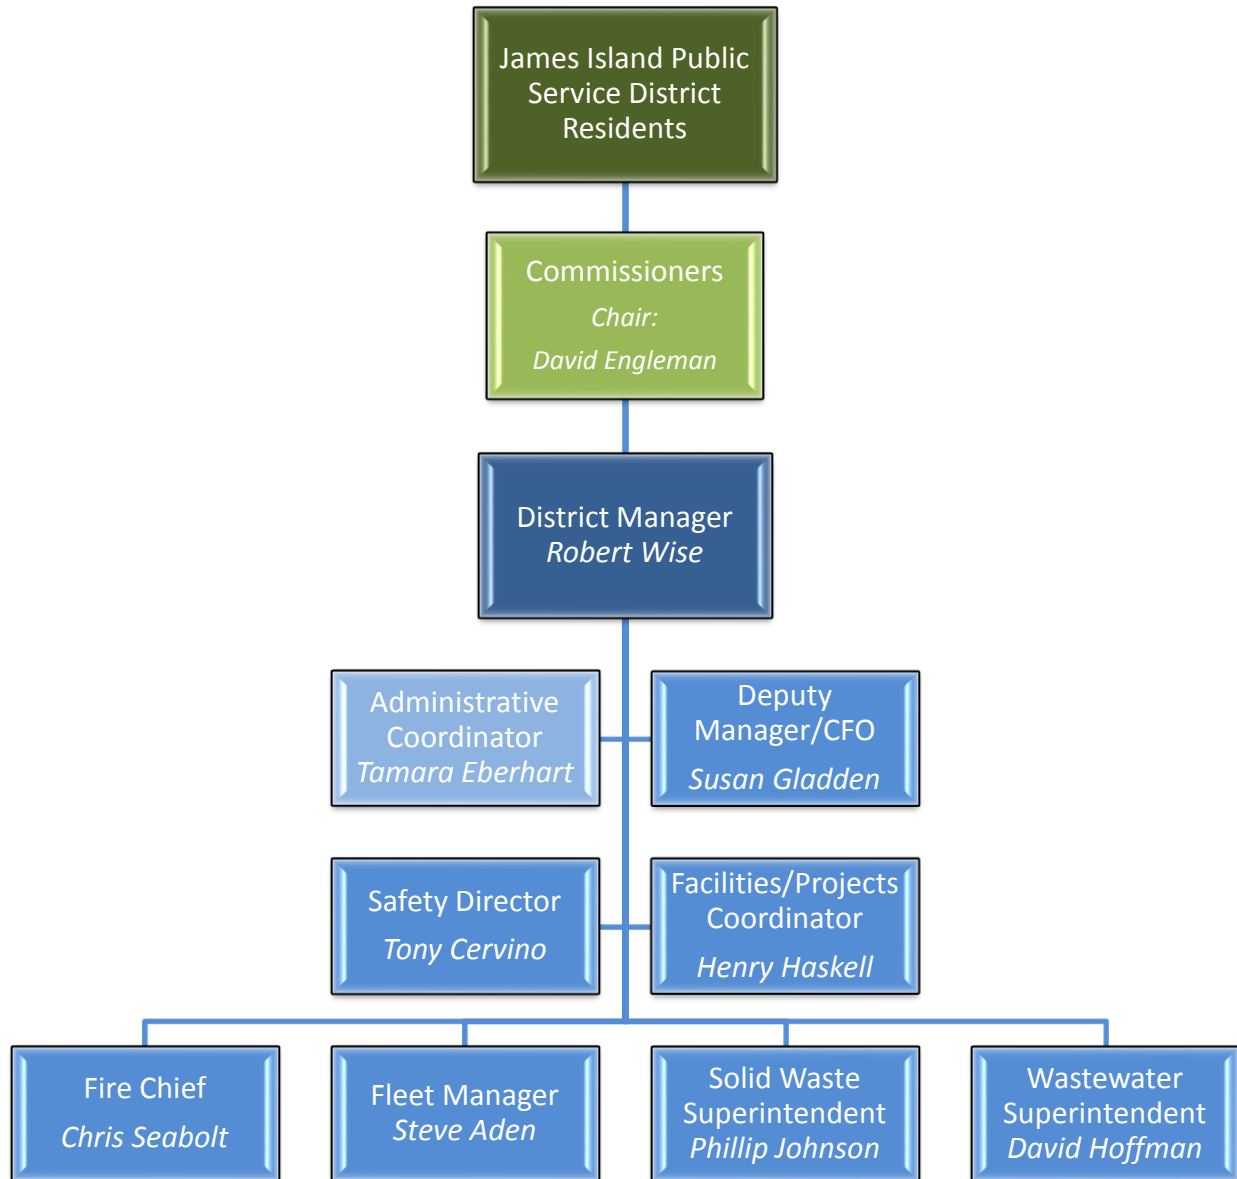 James Island Public
Service District
Residents
Commissioners
Chair:
David Engleman
District Manager
Robert Wise
Administrative
Coordinator
Tamara Eberhart
Deputy
Manager/CFO
Susan Gladden
Safety Director
Tony Cervino
Facilities/Projects
Coordinator
Henry Haskell
Fire Chief
Chris Seabolt
Fleet Manager
Steve Aden
Solid Waste
Superintendent
Phillip Johnson
Wastewater
Superintendent
David Hoffman